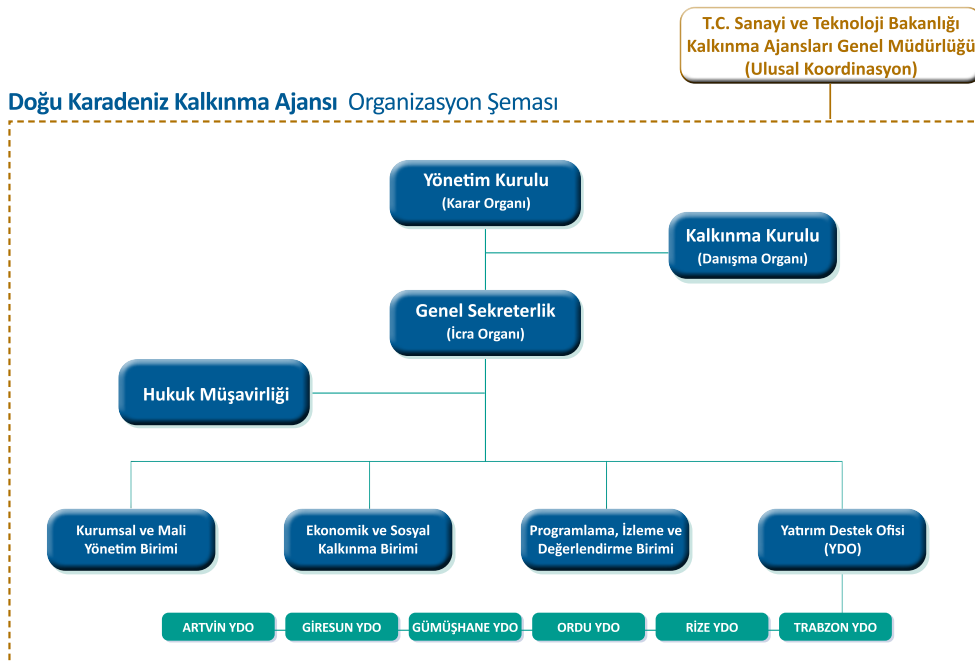 T.C. Sanayi ve Teknoloji Bakanlığı
Kalkınma Ajansları Genel Müdürlüğü
(Ulusal Koordinasyon)
Doğu Karadeniz Kalkınma Ajansı Organizasyon Şeması
Yönetim Kurulu
(Karar Organı)
Kalkınma Kurulu
(Danışma Organı)
Genel Sekreterlik
(İcra Organı)
Hukuk Müşavirliği
Kurumsal ve Mali
Yönetim Birimi
Ekonomik ve Sosyal
Kalkınma Birimi
Programlama, İzleme ve
Değerlendirme Birimi
Yatırım Destek Ofisi
(YDO)
ARTVİN YDO
GİRESUN YDO
GÜMÜŞHANE YDO
ORDU YDO
RİZE YDO
TRABZON YDO